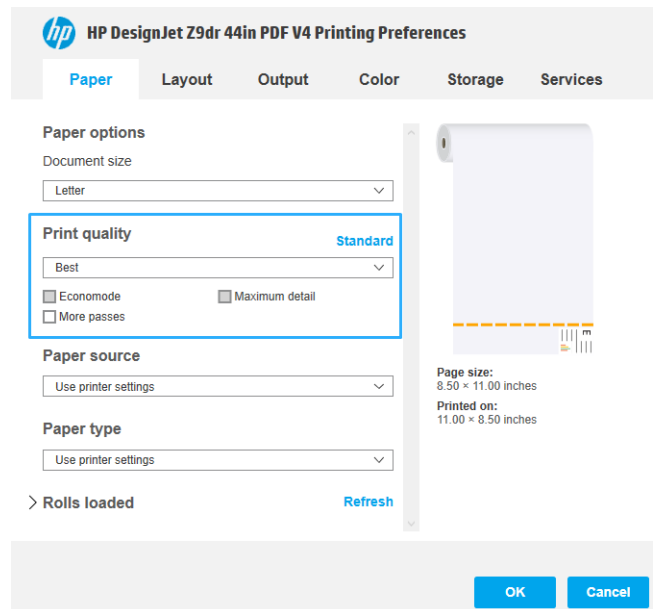 hp HP DesignJet Z9dr 44in PDF V4 Printing Preferences
Paper Layout Output Color Storage Services
Paper options
Document size
Letter
Print quality Standard
Best
Economode Maximum detail
More passes
Paper source
Use printer settings
Paper type
Use printer settings
Rolls loaded Refresh
Page size:
8.50 × 11.00 inches
Printed on:
11.00 × 8.50 inches
OK Cancel